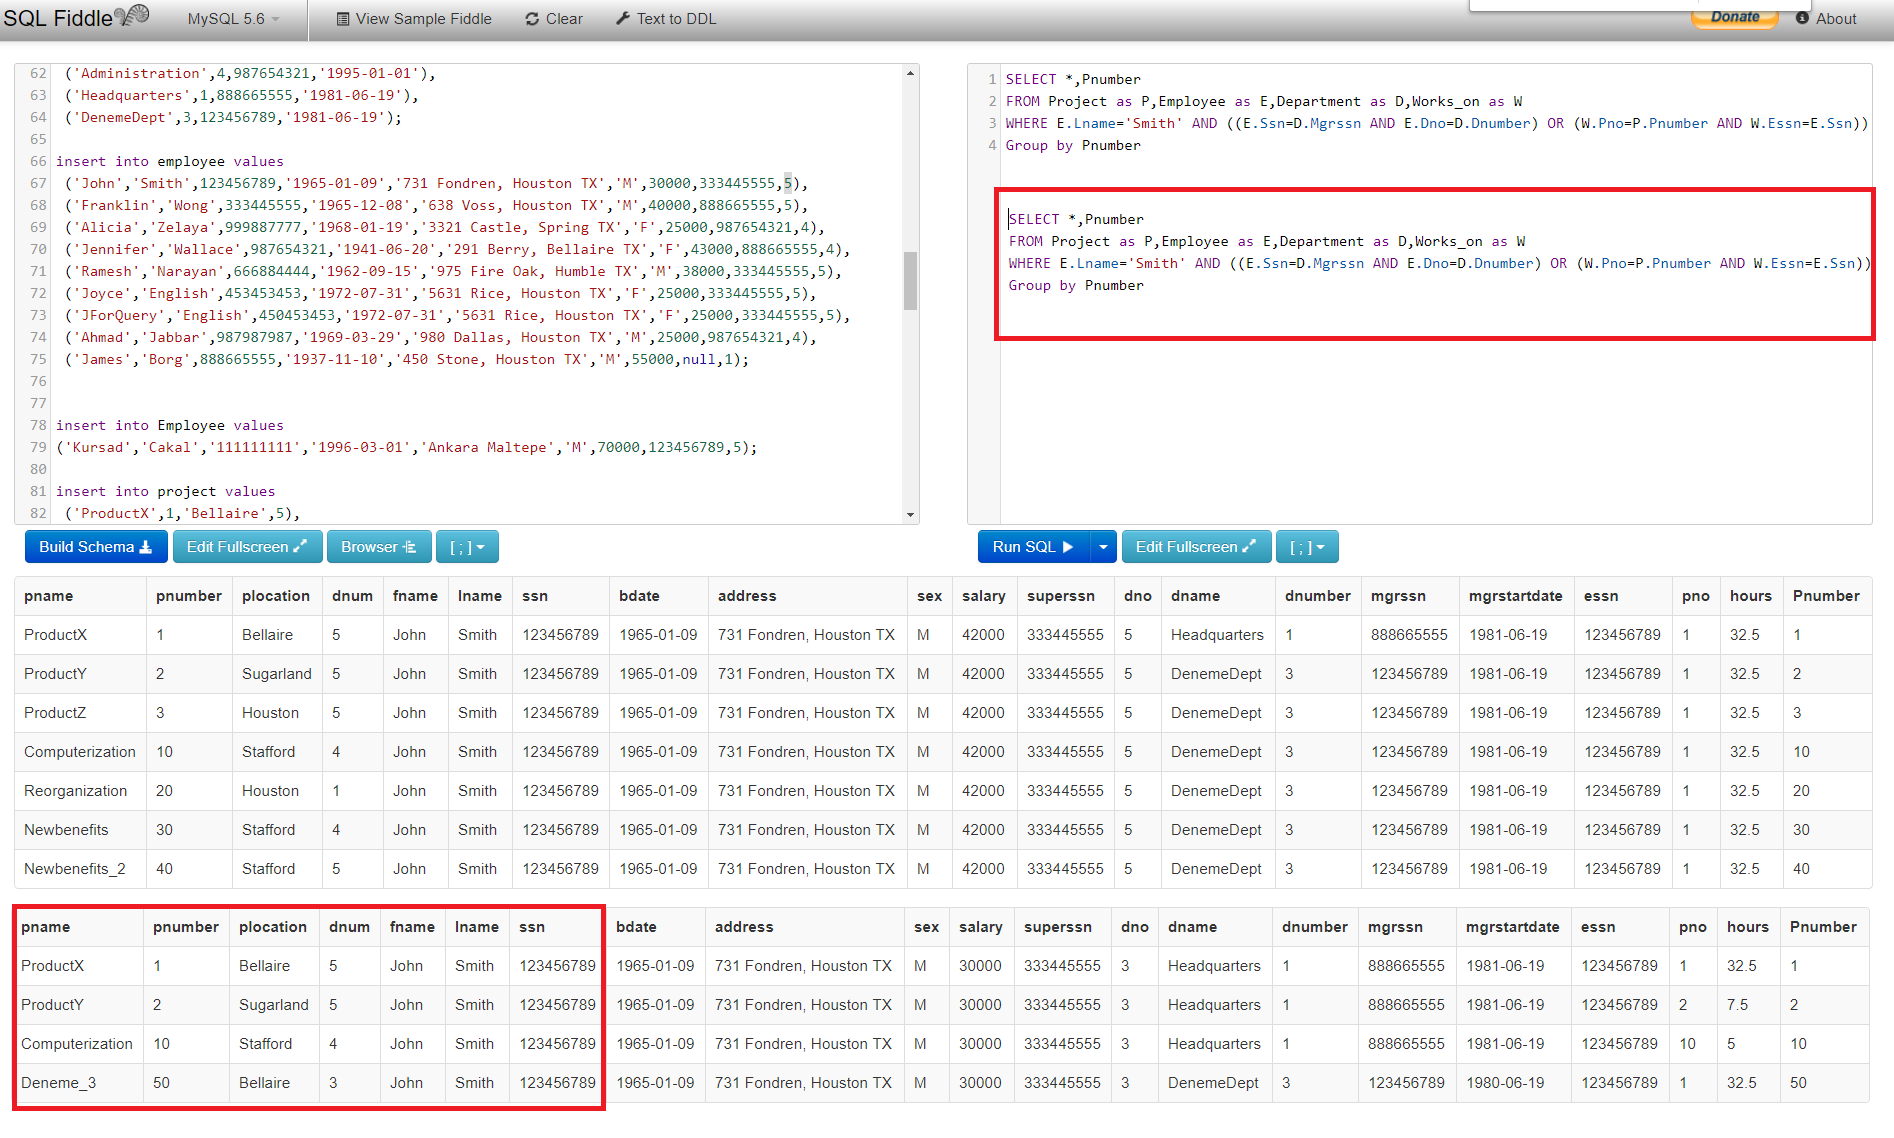 SQL Fiddle MySQL 5.6 View Sample Fiddle Clear Text to DDL Donate About
62 ('Administration',4,987654321,'1995-01-01'),
63 ('Headquarters',1,888665555,'1981-06-19'),
64 ('DenemeDept',3,123456789,'1981-06-19');
65
66 insert into employee values
67 ('John','Smith',123456789,'1965-01-09','731 Fondren, Houston TX','M',30000,333445555,5),
68 ('Franklin','Wong',333445555,'1965-12-08','638 Voss, Houston TX','M',40000,888665555,5),
69 ('Alicia','Zelaya',999887777,'1968-01-19','3321 Castle, Spring TX','F',25000,987654321,4),
70 ('Jennifer','Wallace',987654321,'1941-06-20','291 Berry, Bellaire TX','F',43000,888665555,4),
71 ('Ramesh','Narayan',666884444,'1962-09-15','975 Fire Oak, Humble TX','M',38000,333445555,5),
72 ('Joyce','English',453453453,'1972-07-31','5631 Rice, Houston TX','F',25000,333445555,5),
73 ('JForQuery','English',450453453,'1972-07-31','5631 Rice, Houston TX','F',25000,333445555,5),
74 ('Ahmad','Jabbar',987987987,'1969-03-29','980 Dallas, Houston TX','M',25000,987654321,4),
75 ('James','Borg',888665555,'1937-11-10','450 Stone, Houston TX','M',55000,null,1);
76
77
78 insert into Employee values
79 ('Kursad','Cakal','111111111','1996-03-01','Ankara Maltepe','M',70000,123456789,5);
80
81 insert into project values
82 ('ProductX',1,'Bellaire',5),
1 SELECT *,Pnumber
2 FROM Project as P,Employee as E,Department as D,Works_on as W
3 WHERE E.Lname='Smith' AND ((E.Ssn=D.Mgrssn AND E.Dno=D.Dnumber) OR (W.Pno=P.Pnumber AND W.Essn=E.Ssn))
4 Group by Pnumber
SELECT *,Pnumber
FROM Project as P,Employee as E,Department as D,Works_on as W
WHERE E.Lname='Smith' AND ((E.Ssn=D.Mgrssn AND E.Dno=D.Dnumber) OR (W.Pno=P.Pnumber AND W.Essn=E.Ssn))
Group by Pnumber
Build Schema Edit Fullscreen Browser [ ; ] Run SQL Edit Fullscreen [ ; ]
pname pnumber plocation dnum fname lname ssn bdate address sex salary superssn dno dname dnumber mgrssn mgrstartdate essn pno hours Pnumber
ProductX 1 Bellaire 5 John Smith 123456789 1965-01-09 731 Fondren, Houston TX M 42000 333445555 5 Headquarters 1 888665555 1981-06-19 123456789 1 32.5 1
ProductY 2 Sugarland 5 John Smith 123456789 1965-01-09 731 Fondren, Houston TX M 42000 333445555 5 DenemeDept 3 123456789 1981-06-19 123456789 1 32.5 2
ProductZ 3 Houston 5 John Smith 123456789 1965-01-09 731 Fondren, Houston TX M 42000 333445555 5 DenemeDept 3 123456789 1981-06-19 123456789 1 32.5 3
Computerization 10 Stafford 4 John Smith 123456789 1965-01-09 731 Fondren, Houston TX M 42000 333445555 5 DenemeDept 3 123456789 1981-06-19 123456789 1 32.5 10
Reorganization 20 Houston 1 John Smith 123456789 1965-01-09 731 Fondren, Houston TX M 42000 333445555 5 DenemeDept 3 123456789 1981-06-19 123456789 1 32.5 20
Newbenefits 30 Stafford 4 John Smith 123456789 1965-01-09 731 Fondren, Houston TX M 42000 333445555 5 DenemeDept 3 123456789 1981-06-19 123456789 1 32.5 30
Newbenefits_2 40 Stafford 5 John Smith 123456789 1965-01-09 731 Fondren, Houston TX M 42000 333445555 5 DenemeDept 3 123456789 1981-06-19 123456789 1 32.5 40
pname pnumber plocation dnum fname lname ssn bdate address sex salary superssn dno dname dnumber mgrssn mgrstartdate essn pno hours Pnumber
ProductX 1 Bellaire 5 John Smith 123456789 1965-01-09 731 Fondren, Houston TX M 30000 333445555 3 Headquarters 1 888665555 1981-06-19 123456789 1 32.5 1
ProductY 2 Sugarland 5 John Smith 123456789 1965-01-09 731 Fondren, Houston TX M 30000 333445555 3 Headquarters 1 888665555 1981-06-19 123456789 2 7.5 2
Computerization 10 Stafford 4 John Smith 123456789 1965-01-09 731 Fondren, Houston TX M 30000 333445555 3 Headquarters 1 888665555 1981-06-19 123456789 10 5 10
Deneme_3 50 Bellaire 3 John Smith 123456789 1965-01-09 731 Fondren, Houston TX M 30000 333445555 3 DenemeDept 3 123456789 1980-06-19 123456789 1 32.5 50